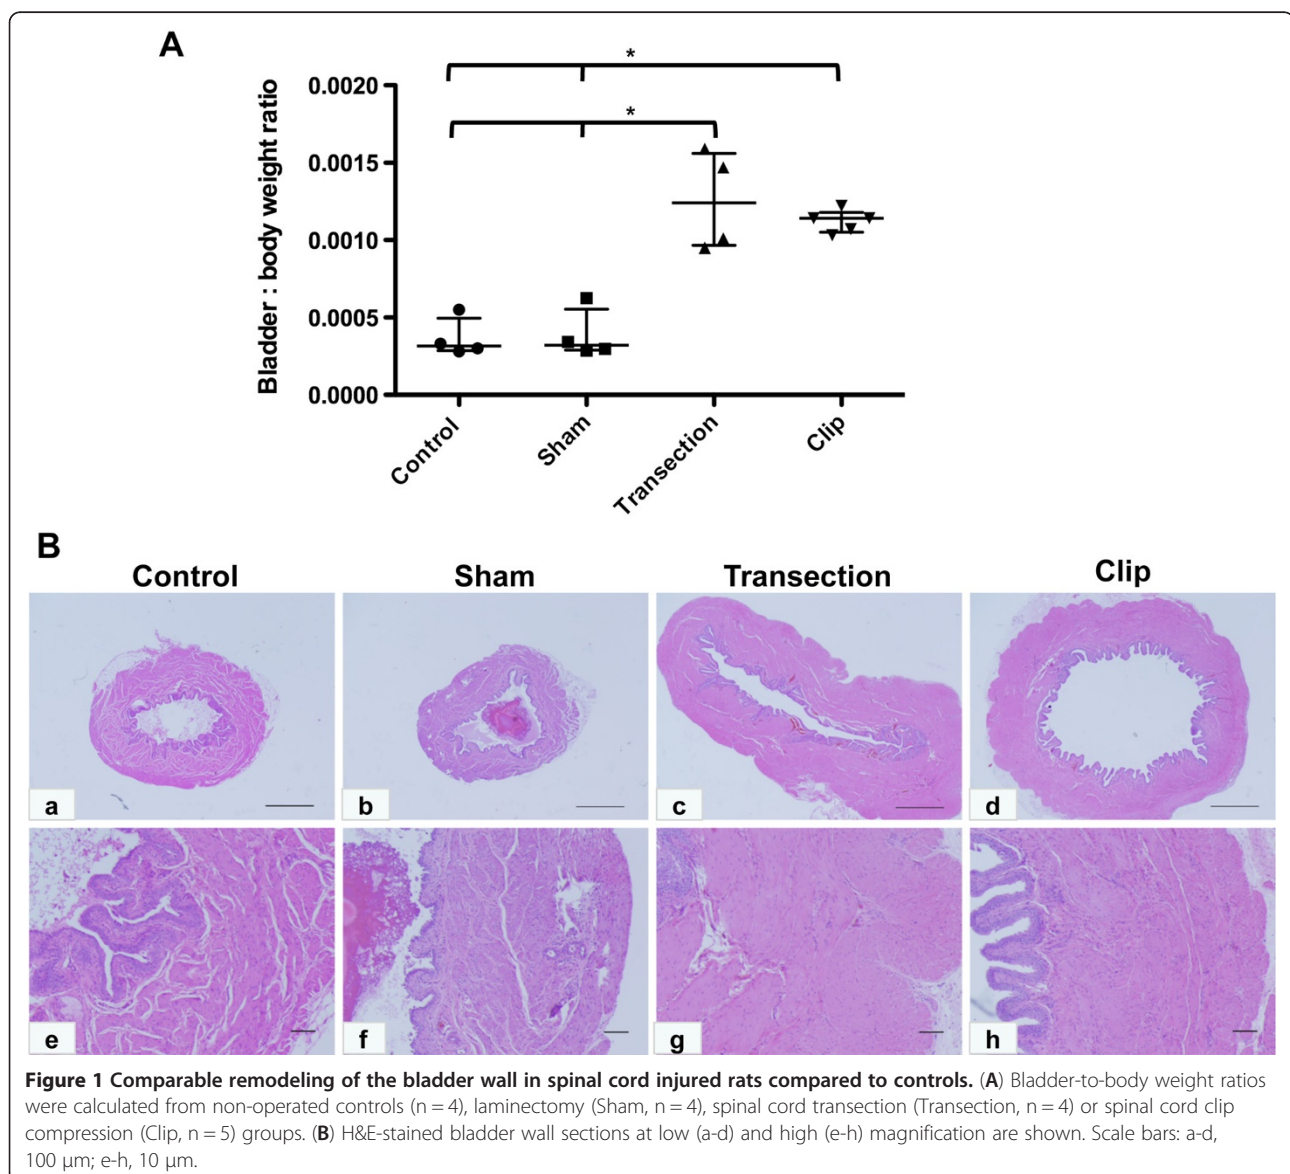 A
*
*
Bladder : body weight ratio
0.0020
0.0015
0.0010
0.0005
0.0000
Control
Sham
Transection
Clip
B
Control
Sham
Transection
Clip
a
b
c
d
e
f
g
h
Figure 1 Comparable remodeling of the bladder wall in spinal cord injured rats compared to controls. (A) Bladder-to-body weight ratios
were calculated from non-operated controls (n = 4), laminectomy (Sham, n = 4), spinal cord transection (Transection, n = 4) or spinal cord clip
compression (Clip, n = 5) groups. (B) H&E-stained bladder wall sections at low (a-d) and high (e-h) magnification are shown. Scale bars: a-d,
100 μm; e-h, 10 μm.